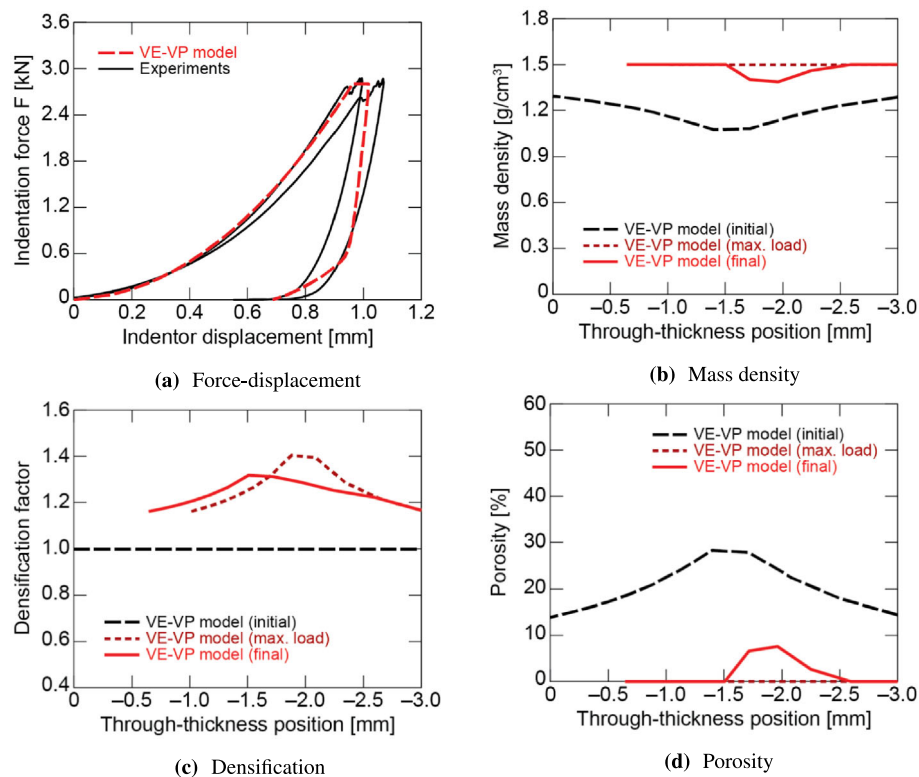 3.6
3.0
2.4
1.8
1.2
0.6
0
Indentation force F [kN]
VE-VP model
Experiments
0 0.2 0.4 0.6 0.8 1.0 1.2
Indentor displacement [mm]
(a) Force-displacement
1.8
1.5
1.2
0.9
0.6
0.3
0
Mass density [g/cm³]
VE-VP model (initial)
VE-VP model (max. load)
VE-VP model (final)
0 −0.5 −1.0 −1.5 −2.0 −2.5 −3.0
Through-thickness position [mm]
(b) Mass density
1.6
1.4
1.2
1.0
0.8
0.6
0.4
Densification factor
VE-VP model (initial)
VE-VP model (max. load)
VE-VP model (final)
0 −0.5 −1.0 −1.5 −2.0 −2.5 −3.0
Through-thickness position [mm]
(c) Densification
60
50
40
30
20
10
0
Porosity [%]
VE-VP model (initial)
VE-VP model (max. load)
VE-VP model (final)
0 −0.5 −1.0 −1.5 −2.0 −2.5 −3.0
Through-thickness position [mm]
(d) Porosity